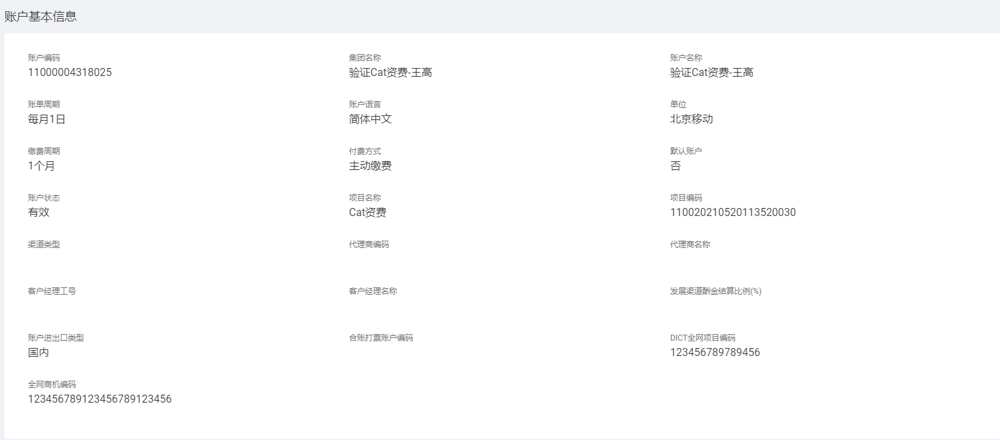 账户基本信息
账户编码 集团名称 账户名称
11000004318025 验证Cat资费-王高 验证Cat资费-王高
账单周期 账户语言 单位
每月1日 简体中文 北京移动
缴费周期 付费方式 默认账户
1个月 主动缴费 否
账户状态 项目名称 项目编码
有效 Cat资费 110020210520113520030
渠道类型 代理商编码 代理商名称
客户经理工号 客户经理名称 发展渠道酬金结算比例(%)
账户进出口类型 合账打票账户编码 DICT全网项目编码
国内 123456789789456
全网商机编码
123456789123456789123456